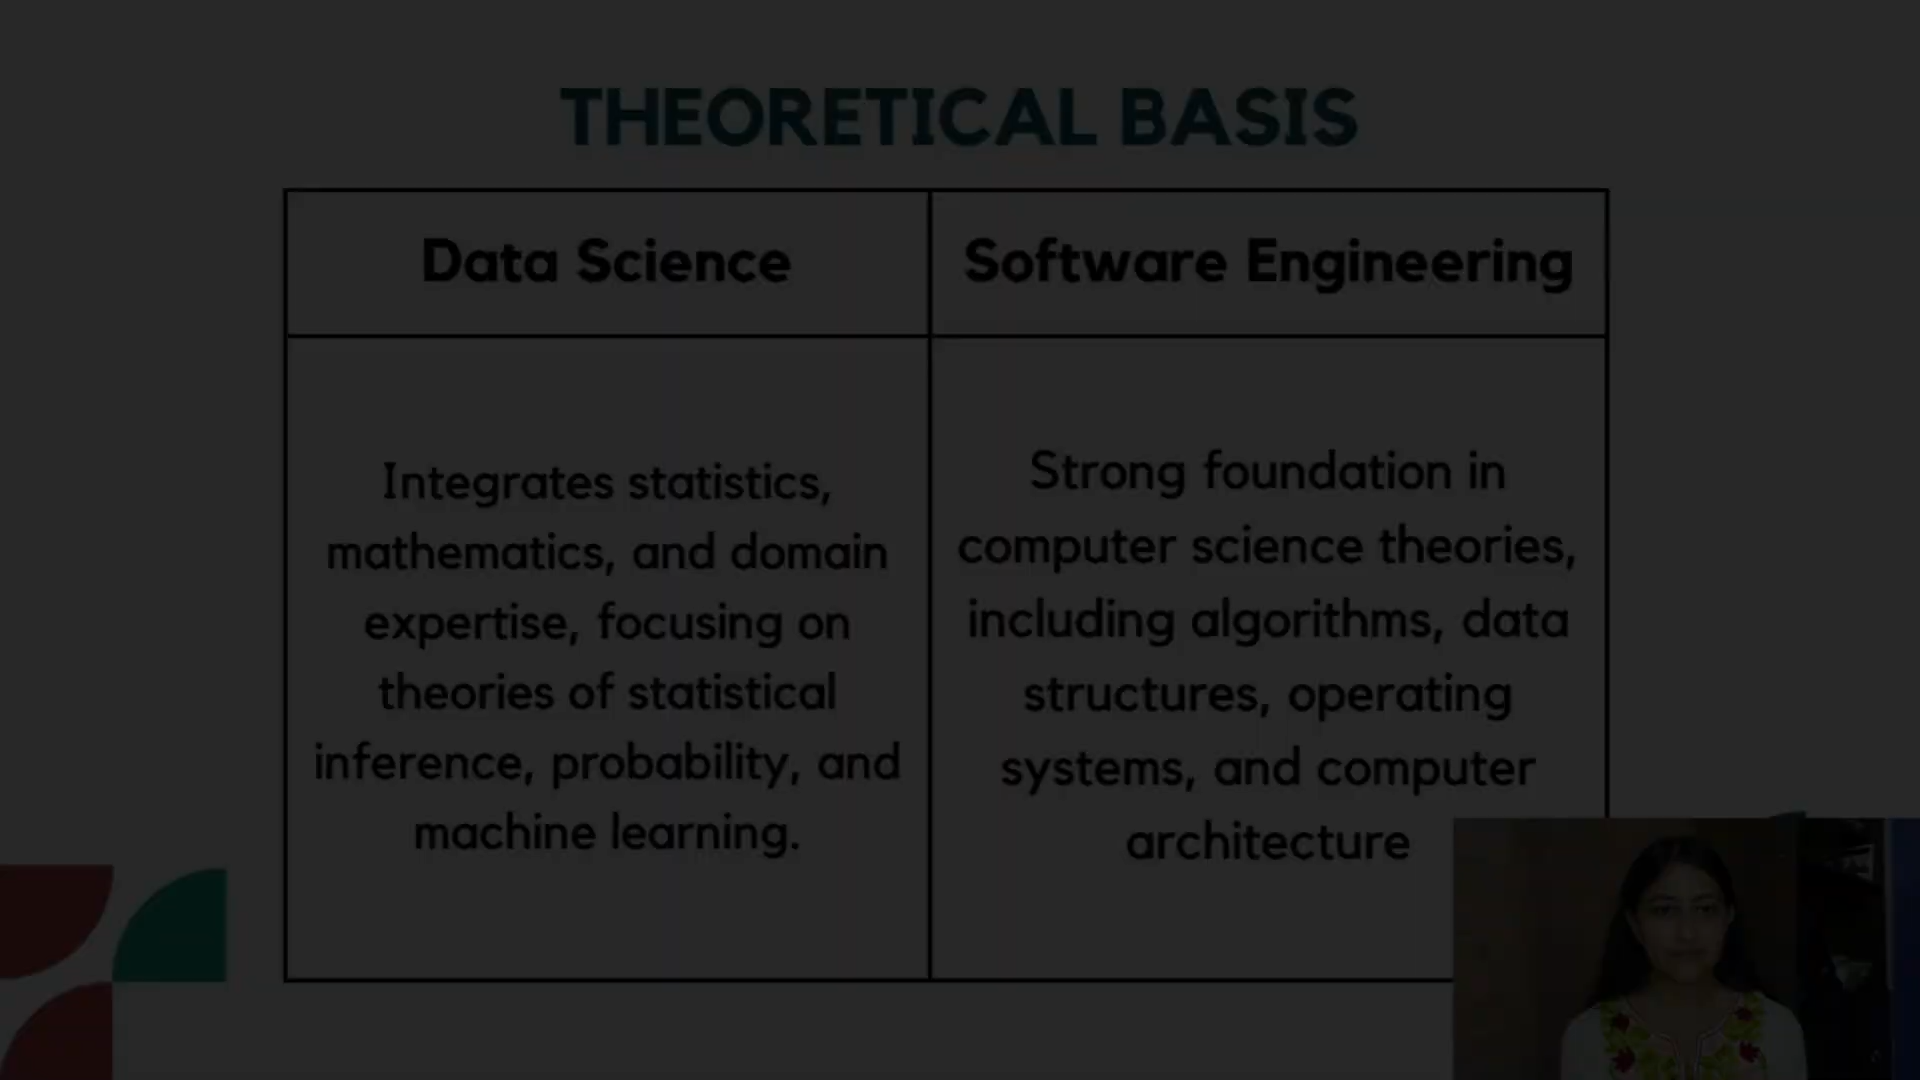 THEORETICAL BASIS
Data Science
Software Engineering
Integrates statistics,
mathematics, and domain
expertise, focusing on
theories of statistical
inference, probability, and
machine learning.
Strong foundation in
computer science theories,
including algorithms, data
structures, operating
systems, and computer
architecture